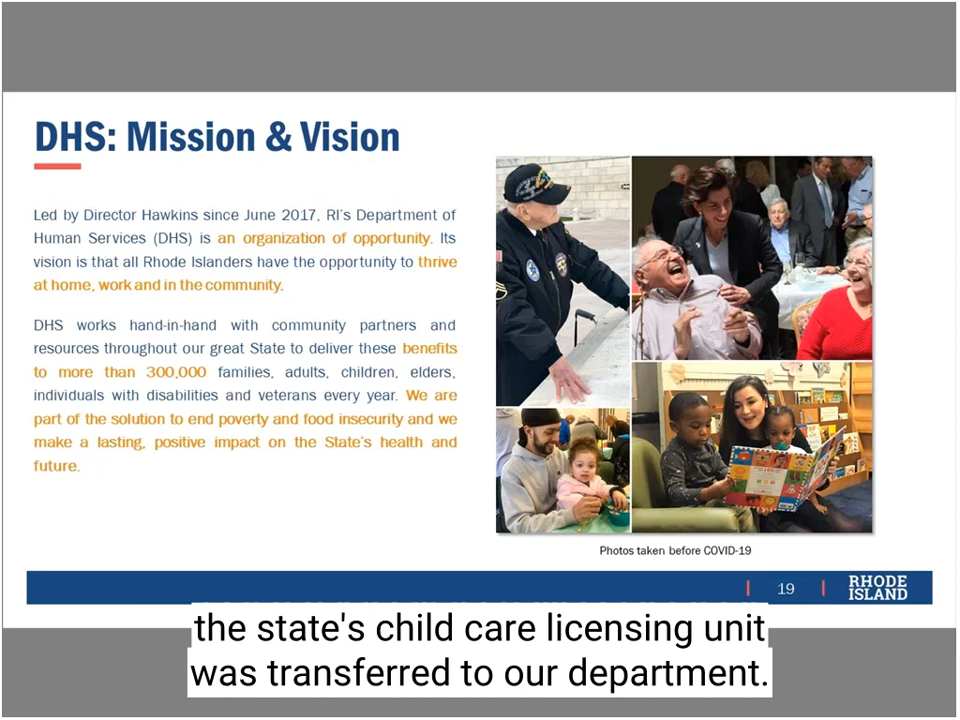 DHS: Mission & Vision
Led by Director Hawkins since June 2017, RI's Department of
Human Services (DHS) is an organization of opportunity. Its
vision is that all Rhode Islanders have the opportunity to thrive
at home, work and in the community.
DHS works hand-in-hand with community partners and
resources throughout our great State to deliver these benefits
to more than 300,000 families, adults, children, elders,
individuals with disabilities and veterans every year. We are
part of the solution to end poverty and food insecurity and we
make a lasting, positive impact on the State's health and
future.
Photos taken before COVID-19
19
RHODE
ISLAND
the state's child care licensing unit
was transferred to our department.